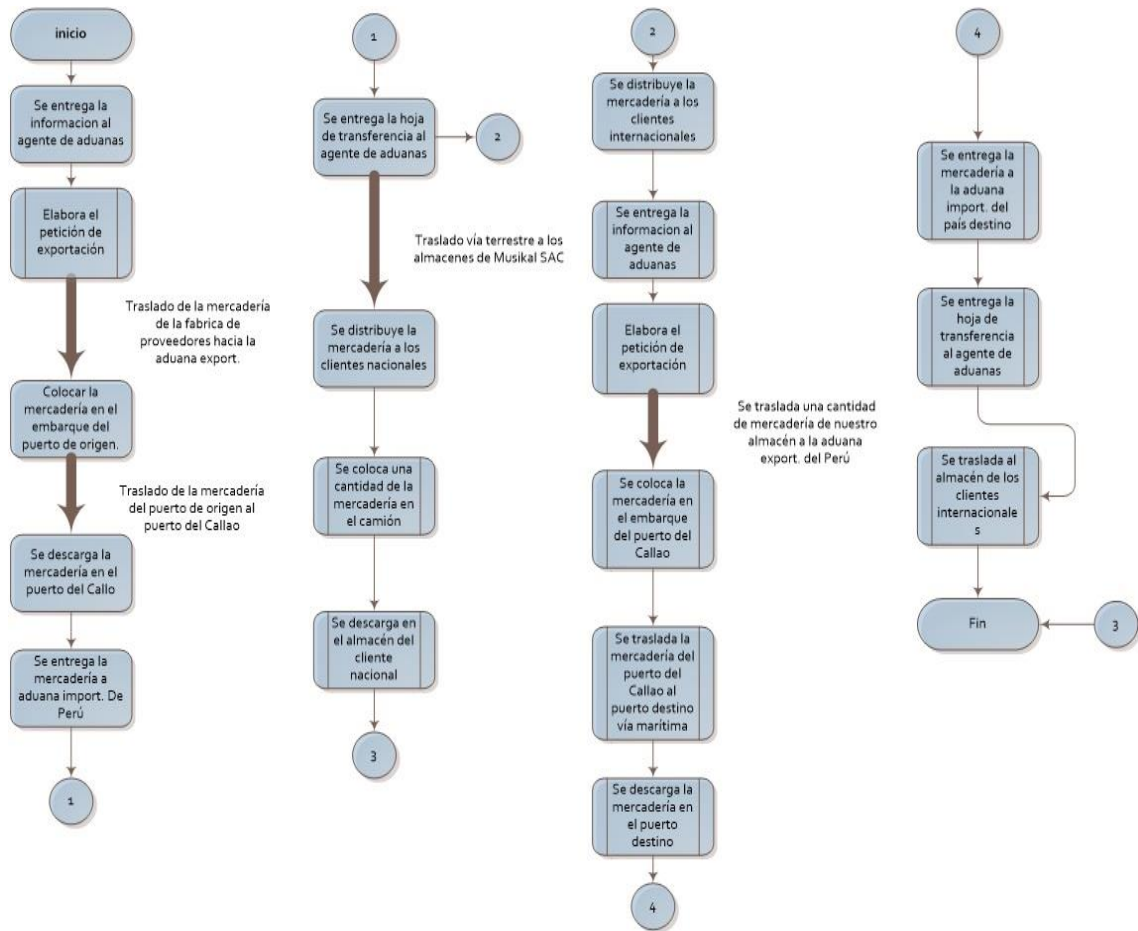 inicio
Se entrega la
informacion al
agente de aduanas
Elabora el
petición de
exportación
Traslado de la mercadería
de la fabrica de
proveedores hacia la
aduana export.
Colocar la
mercadería en el
embarque del
puerto de origen.
Traslado de la mercadería
del puerto de origen al
puerto del Callao
Se descarga la
mercadería en el
puerto del Callo
Se entrega la
mercadería a
aduana import. De
Perú
1
1
Se entrega la hoja
de transferencia al
agente de aduanas
2
Traslado vía terrestre a los
almacenes de Musikal SAC
Se distribuye la
mercadería a los
clientes nacionales
Se coloca una
cantidad de la
mercadería en
el camión
Se descarga en
el almacén del
cliente
nacional
3
2
Se distribuye la
mercadería a los
clientes
internacionales
Se entrega la
informacion al
agente de
aduanas
Elabora el
petición de
exportación
Se traslada una cantidad
de mercadería de nuestro
almacén a la aduana
export. del Perú
Se coloca la
mercadería en
el embarque
del puerto del
Callao
Se traslada la
mercadería del
puerto del
Callao al
puerto destino
vía marítima
Se descarga la
mercadería en
el puerto
destino
4
4
Se entrega la
mercadería a
la aduana
import. del
país destino
Se entrega la
hoja de
transferencia
al agente de
aduanas
Se traslada al
almacén de los
clientes
internacionale
s
Fin
3